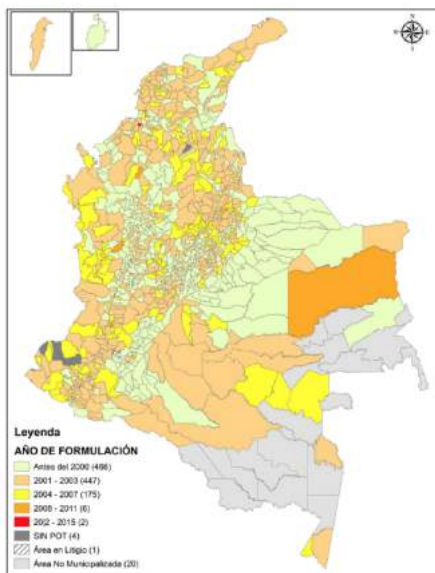 N
W
E
S
Leyenda
AÑO DE FORMULACIÓN
Antes del 2000 (466)
2001 - 2003 (447)
2004 - 2007 (175)
2008 - 2011 (6)
2012 - 2015 (2)
SIN POT (4)
Área en Litigio (1)
Área No Municipalizada (20)